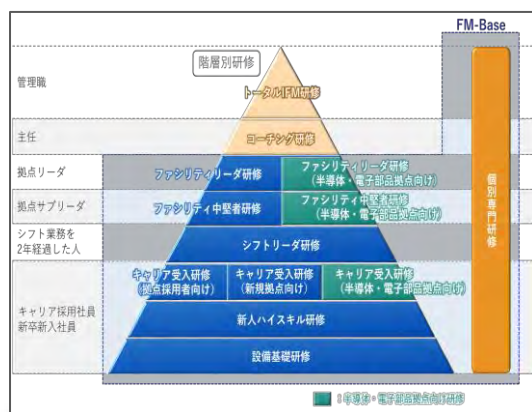 FM-Base
階層別研修
管理職
トータルIFM研修
主任
コーチング研修
拠点リーダ
ファシリティリーダ研修
ファシリティリーダ研修
(半導体・電子部品拠点向け)
拠点サブリーダ
ファシリティ中堅者研修
ファシリティ中堅者研修
(半導体・電子部品拠点向け)
シフト業務を
2年経過した人
シフトリーダ研修
キャリア採用社員
新卒新入社員
キャリア受入研修
(拠点採用者向け)
キャリア受入研修
(新規拠点向け)
キャリア受入研修
(半導体・電子部品拠点向け)
新人ハイスキル研修
設備基礎研修
個別専門研修
:半導体・電子部品拠点向け研修